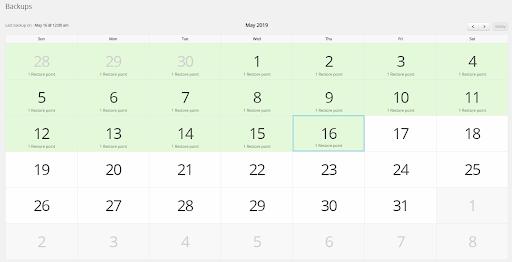 Backups
Last backup on: May 16 @ 12:00 am
May 2019
< > today
Sun Mon Tue Wed Thu Fri Sat
28 29 30 1 2 3 4
1 Restore point 1 Restore point 1 Restore point 1 Restore point 1 Restore point 1 Restore point 1 Restore point
5 6 7 8 9 10 11
1 Restore point 1 Restore point 1 Restore point 1 Restore point 1 Restore point 1 Restore point 1 Restore point
12 13 14 15 16 17 18
1 Restore point 1 Restore point 1 Restore point 1 Restore point 1 Restore point
19 20 21 22 23 24 25
26 27 28 29 30 31 1
2 3 4 5 6 7 8